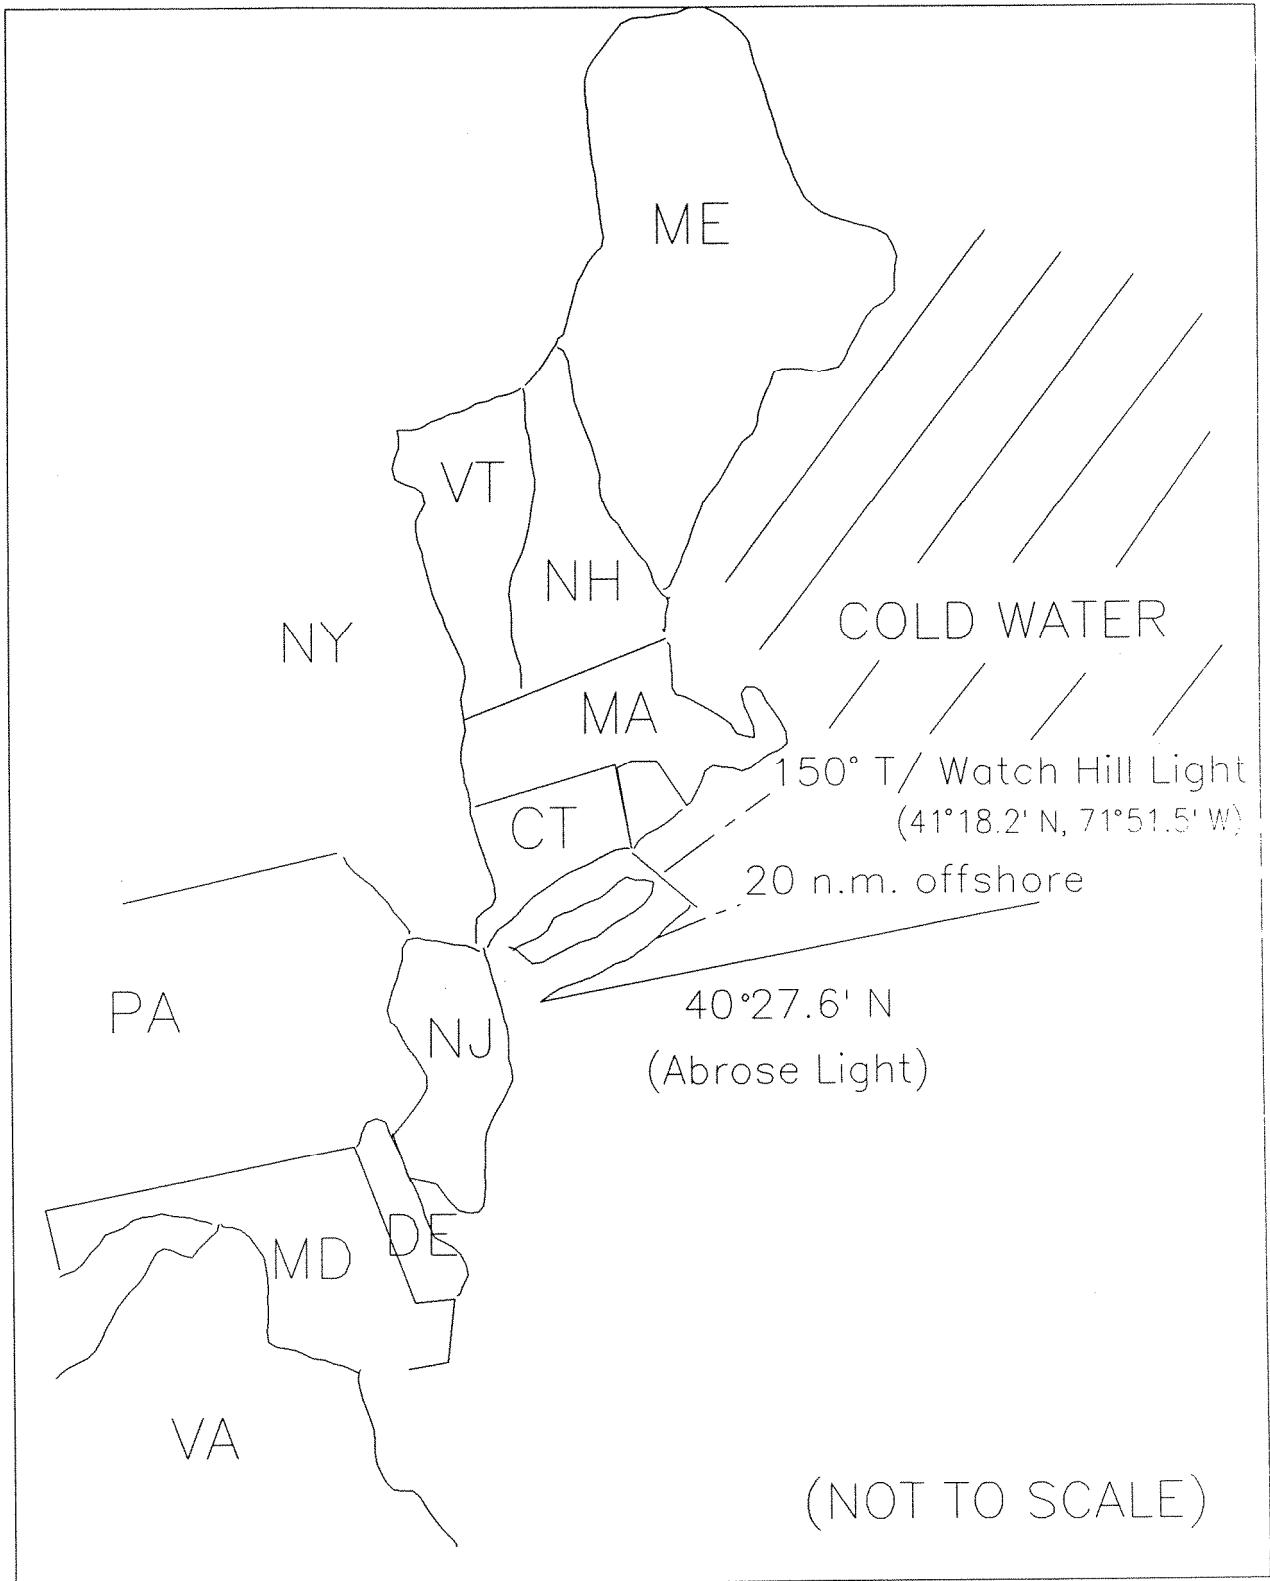 ME
VT
NH
NY
COLD WATER
MA
150° T/ Watch Hill Light
(41°18.2' N, 71°51.5' W)
CT
20 n.m. offshore
PA
NJ
40°27.6' N
(Abrose Light)
DE
MD
VA
(NOT TO SCALE)